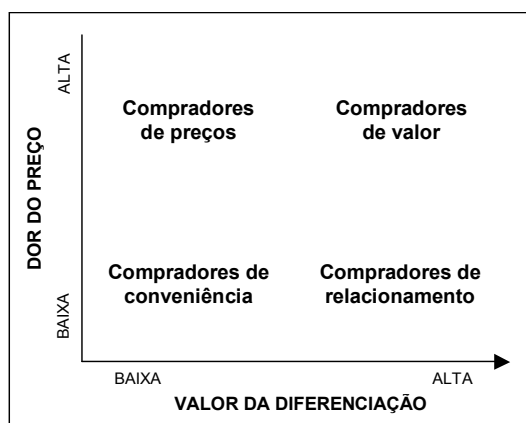 ALTA
Compradores
de preços
Compradores
de valor
DOR DO PREÇO
Compradores de
conveniência
Compradores de
relacionamento
BAIXA
BAIXA
ALTA
VALOR DA DIFERENCIAÇÃO